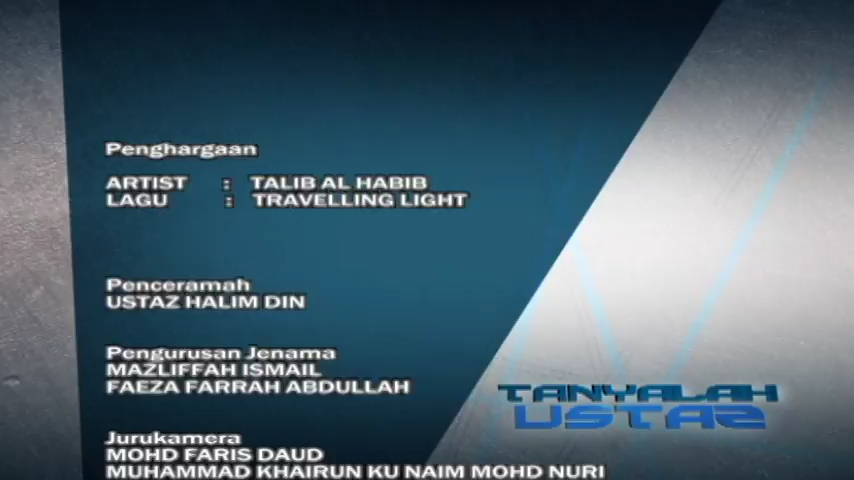 Penghargaan
ARTIST : TALIB AL HABIB
LAGU : TRAVELLING LIGHT
Penceramah
USTAZ HALIM DIN
Pengurusan Jenama
MAZLIFFAH ISMAIL
FAEZA FARRAH ABDULLAH
Jurukamera
MOHD FARIS DAUD
MUHAMMAD KHAIRUN KU NAIM MOHD NURI
TANYALAH
USTAZ